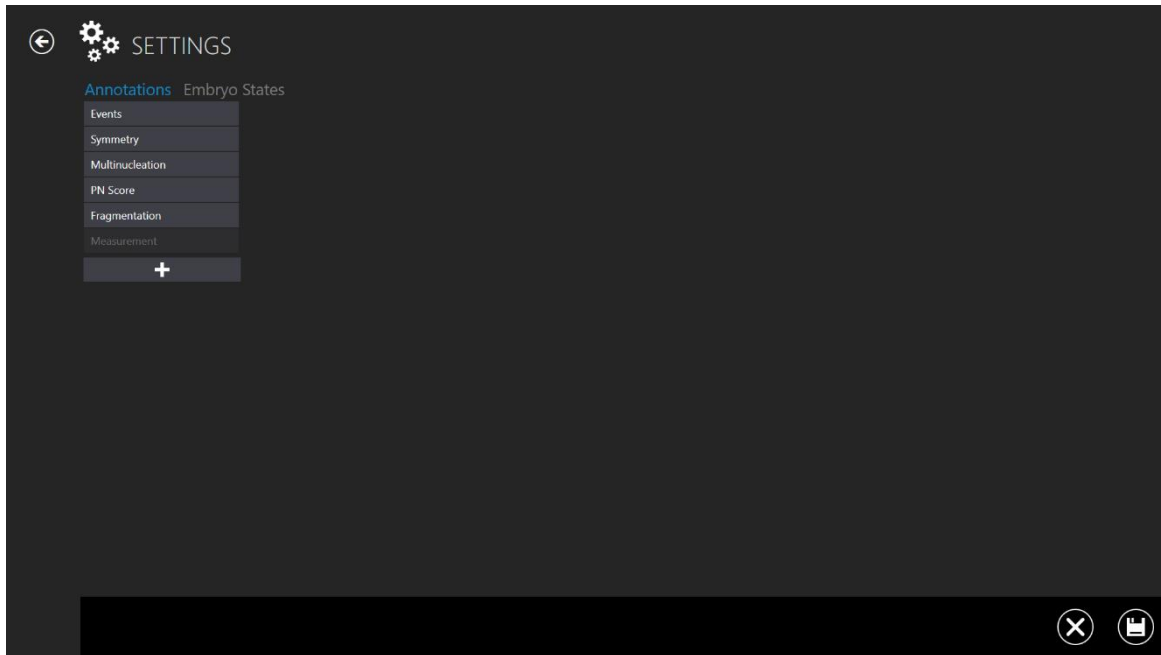 SETTINGS
Annotations Embryo States
Events
Symmetry
Multinucleation
PN Score
Fragmentation
Measurement